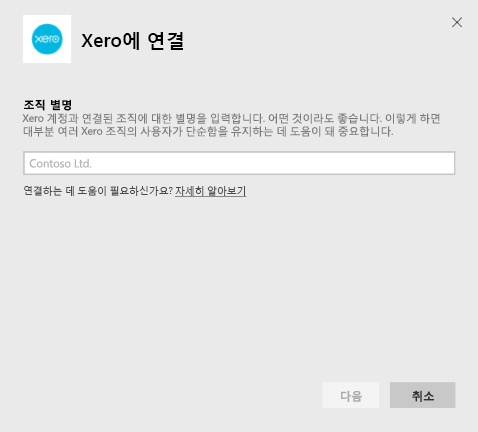 xero
Xero에 연결
조직 별명
Xero 계정과 연결된 조직에 대한 별명을 입력합니다. 어떤 것이라도 좋습니다. 이렇게 하면
대부분 여러 Xero 조직의 사용자가 단순함을 유지하는 데 도움이 돼 중요합니다.
Contoso Ltd.
연결하는 데 도움이 필요하신가요? 자세히 알아보기
다음
취소